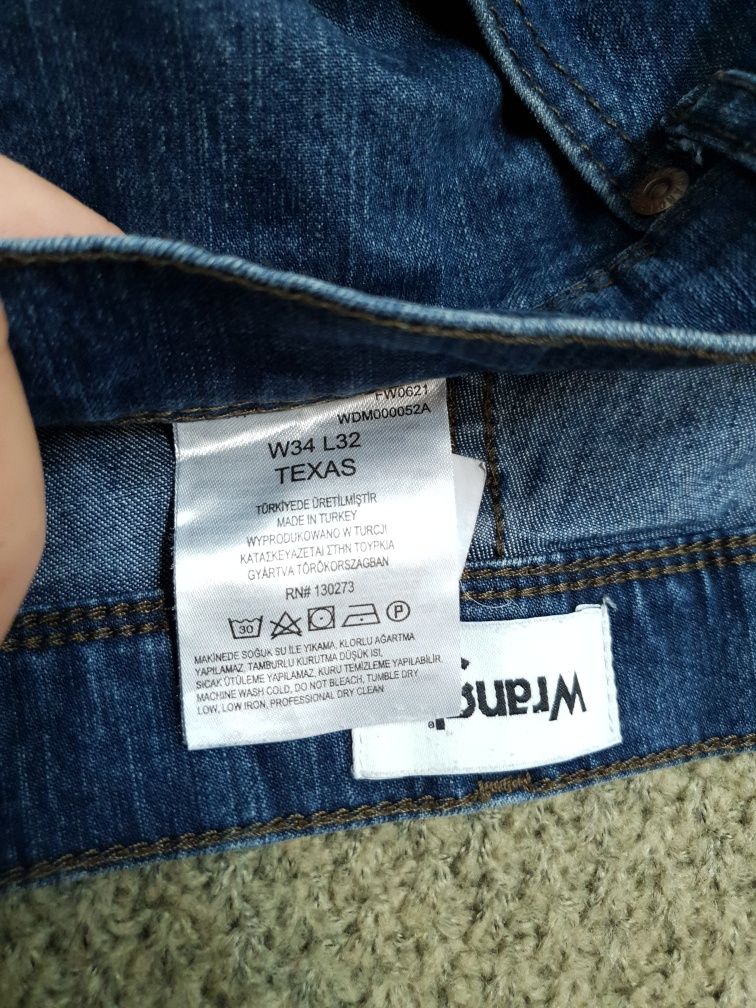 FW0621
WDM000052A
W34 L32
TEXAS
TÜRKİYEDE ÜRETİLMİŞTİR
MADE IN TURKEY
WYPRODUKOWANO W TURCJI
ΚΑΤΑΣΚΕΥΑΖΕΤΑΙ ΣΤΗΝ ΤΟΥΡΚΙΑ
GYÁRTVA TÖRÖKORSZAGBAN
RN# 130273
30 P
MAKİNEDE SOĞUK SU İLE YIKAMA, KLORLU AĞARTMA
YAPILAMAZ, TAMBURLU KURUTMA DÜŞÜK ISI,
SICAK ÜTÜLEME YAPILAMAZ, KURU TEMİZLEME YAPILABİLİR
MACHINE WASH COLD, DO NOT BLEACH, TUMBLE DRY
LOW, LOW IRON, PROFESSIONAL DRY CLEAN
Wrang